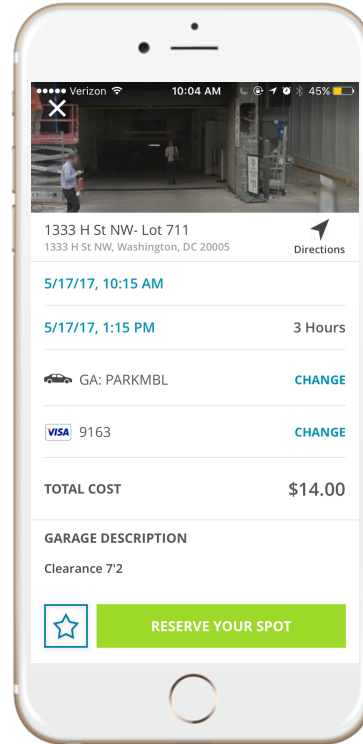 Verizon 10:04 AM 45%
1333 H St NW- Lot 711
1333 H St NW, Washington, DC 20005
Directions
5/17/17, 10:15 AM
5/17/17, 1:15 PM 3 Hours
GA: PARKMBL CHANGE
VISA 9163 CHANGE
TOTAL COST $14.00
GARAGE DESCRIPTION
Clearance 7'2
RESERVE YOUR SPOT